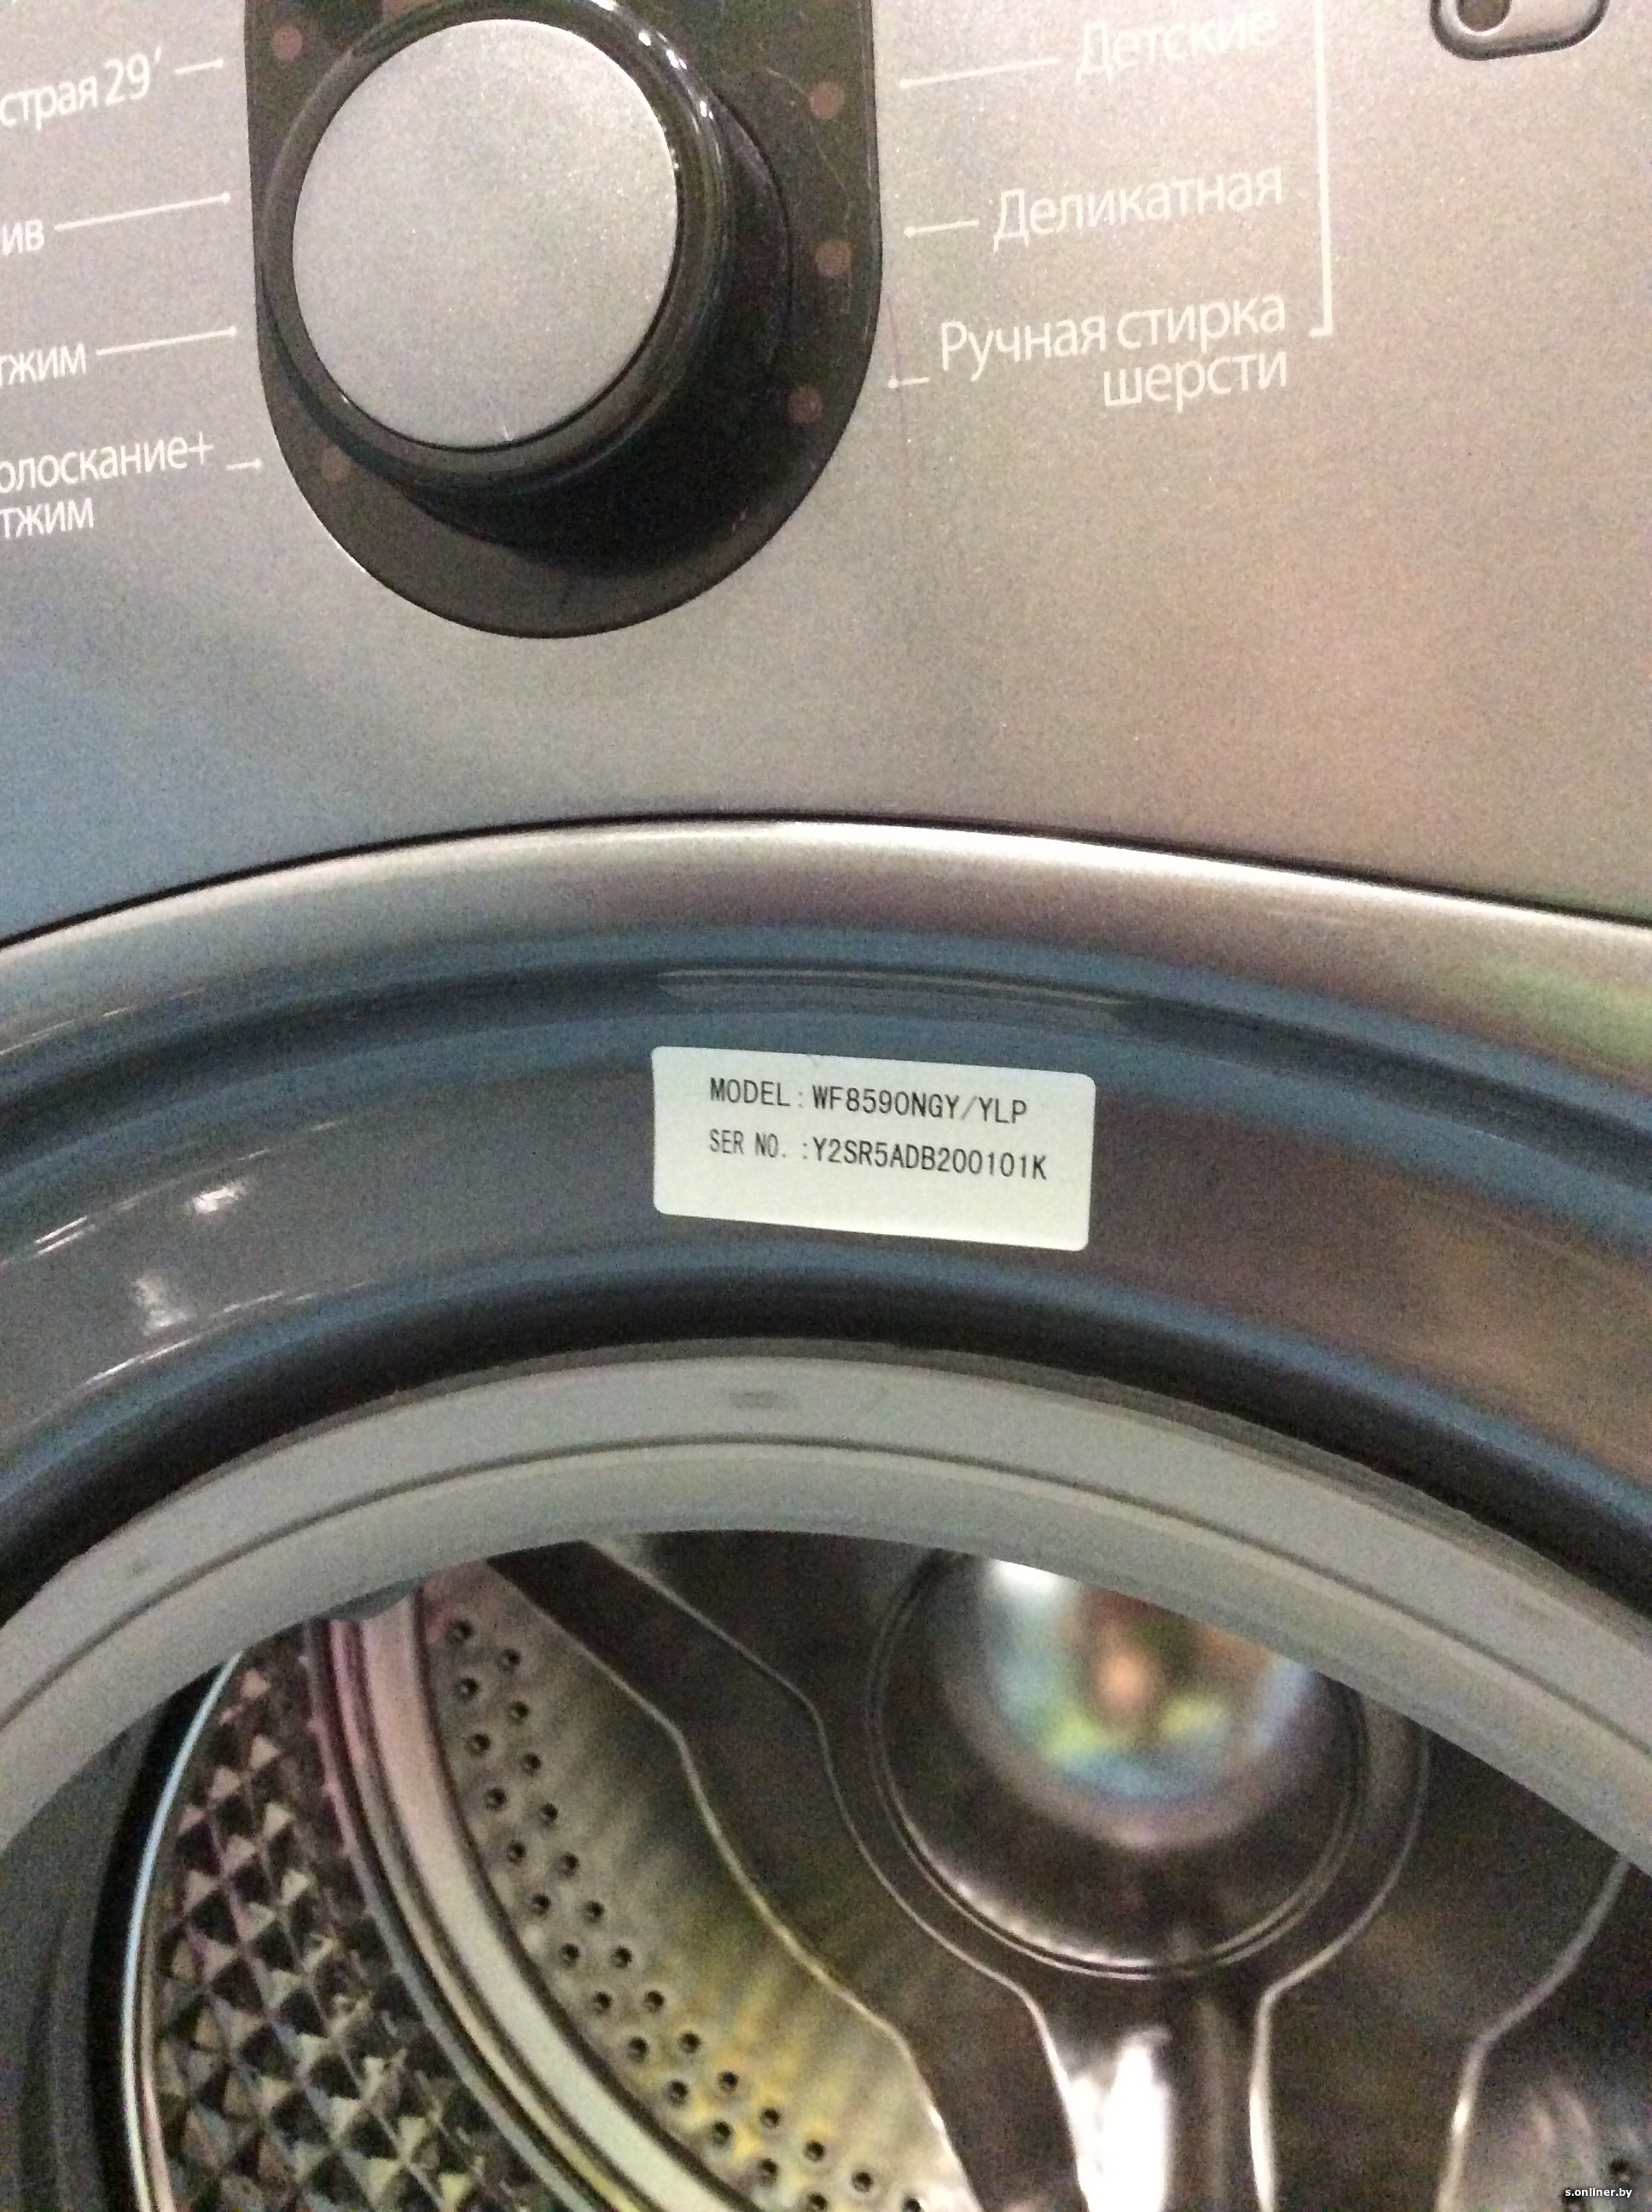 Детские
страя 29′
Деликатная
ив
Ручная стирка
шерсти
тжим
олоскание+
тжим
MODEL : WF8590NGY/YLP
SER NO. : Y2SR5ADB200101K
s.onliner.by